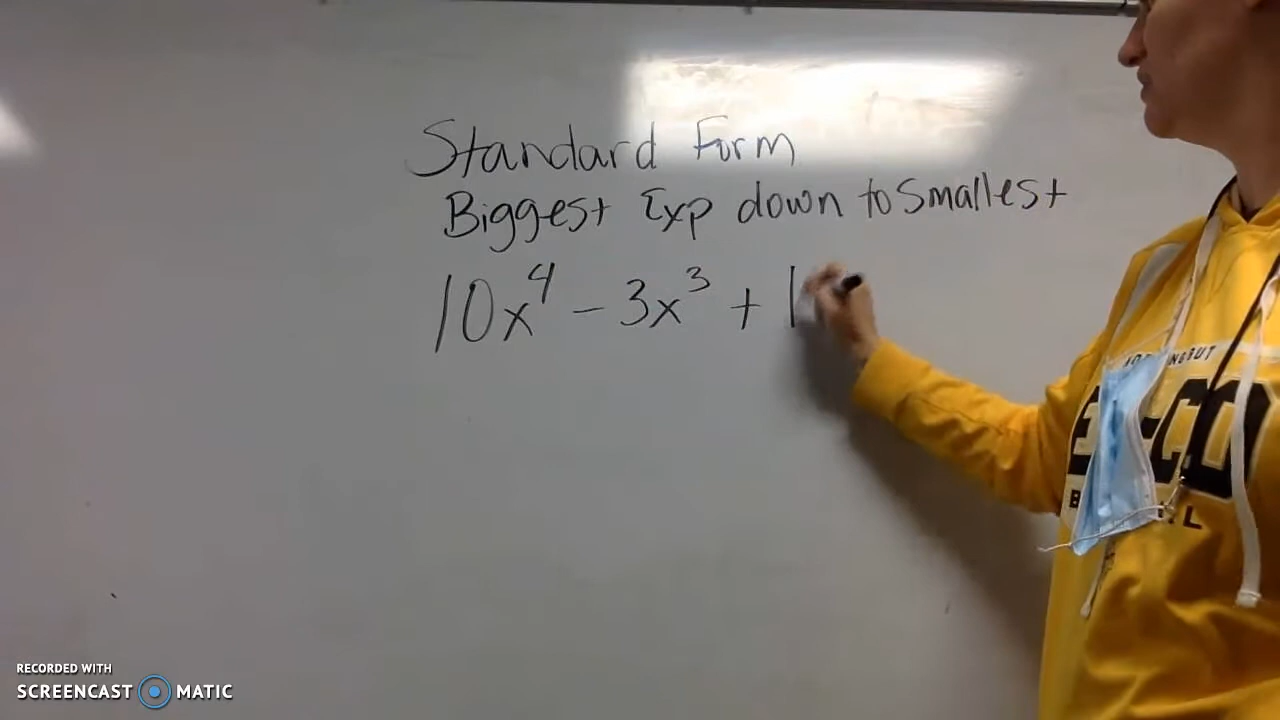 Standard Form
Biggest Exp down to Smallest
10x⁴ - 3x³ + 1
RECORDED WITH
SCREENCAST MATIC